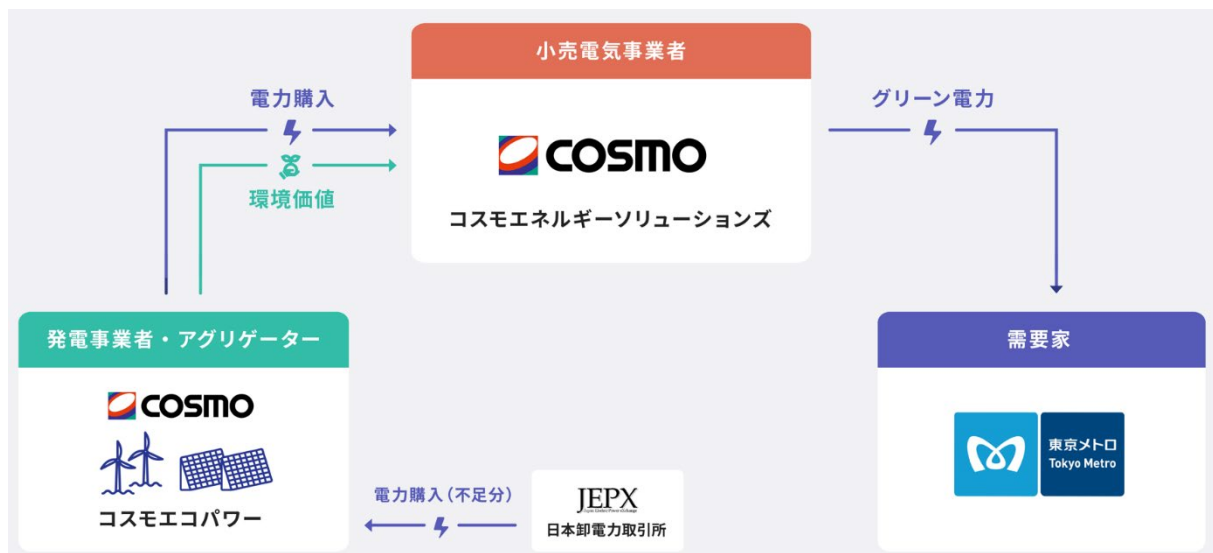 小売電気事業者
COSMO
コスモエネルギーソリューションズ
電力購入
環境価値
グリーン電力
発電事業者・アグリゲーター
COSMO
コスモエコパワー
電力購入(不足分)
JEPX
Japan Electric Power Exchange
日本卸電力取引所
需要家
東京メトロ
Tokyo Metro